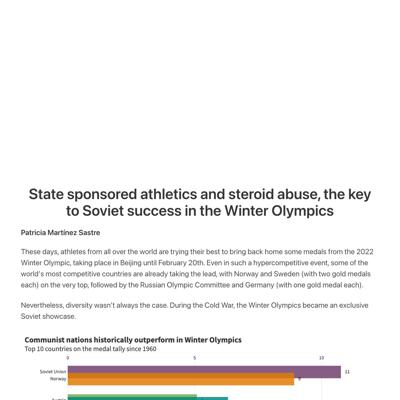 State sponsored athletics and steroid abuse, the key
to Soviet success in the Winter Olympics
Patricia Martínez Sastre
These days, athletes from all over the world are trying their best to bring back home some medals from the 2022
Winter Olympic, taking place in Beijing until February 20th. Even in such a hypercompetitive event, some of the
world's most competitive countries are already taking the lead, with Norway and Sweden (with two gold medals
each) on the very top, followed by the Russian Olympic Committee and Germany (with one gold medal each).
Nevertheless, diversity wasn't always the case. During the Cold War, the Winter Olympics became an exclusive
Soviet showcase.
Communist nations historically outperform in Winter Olympics
Top 10 countries on the medal tally since 1960
0 5 10
Soviet Union 11
Norway 9